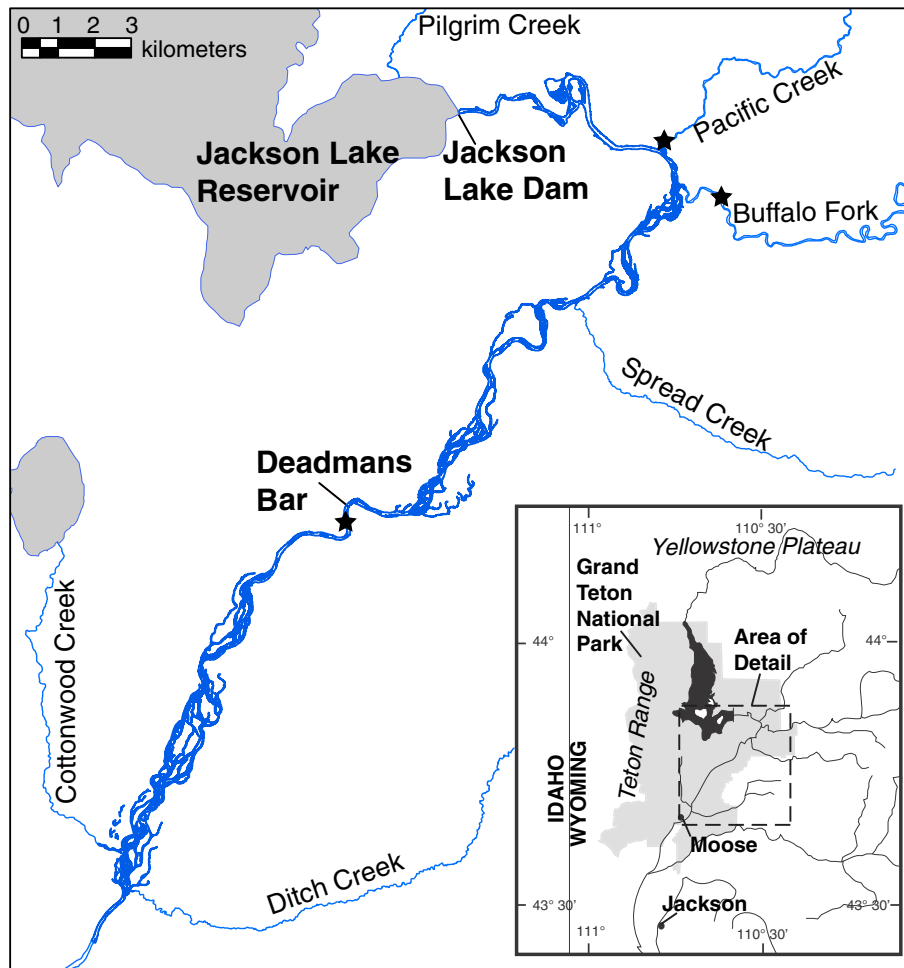 0 1 2 3
kilometers
Pilgrim Creek
Pacific Creek
Jackson Lake
Reservoir
Jackson
Lake Dam
Buffalo Fork
Spread Creek
Deadmans
Bar
Cottonwood Creek
Ditch Creek
111° 110° 30'
Yellowstone Plateau
Grand
Teton
National
Park
44° 44°
Area of
Detail
Teton Range
IDAHO
WYOMING
Moose
Jackson
43° 30' 43° 30'
111° 110° 30'